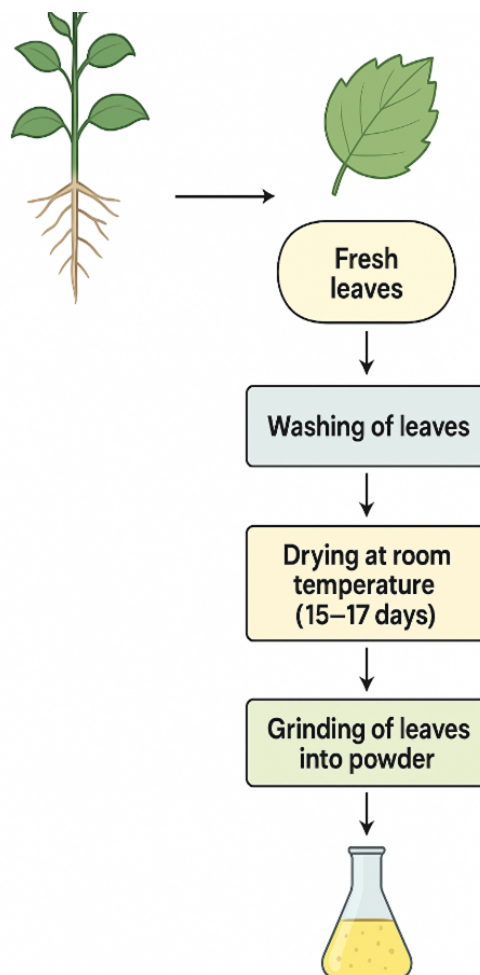 Fresh
leaves
Washing of leaves
Drying at room
temperature
(15–17 days)
Grinding of leaves
into powder